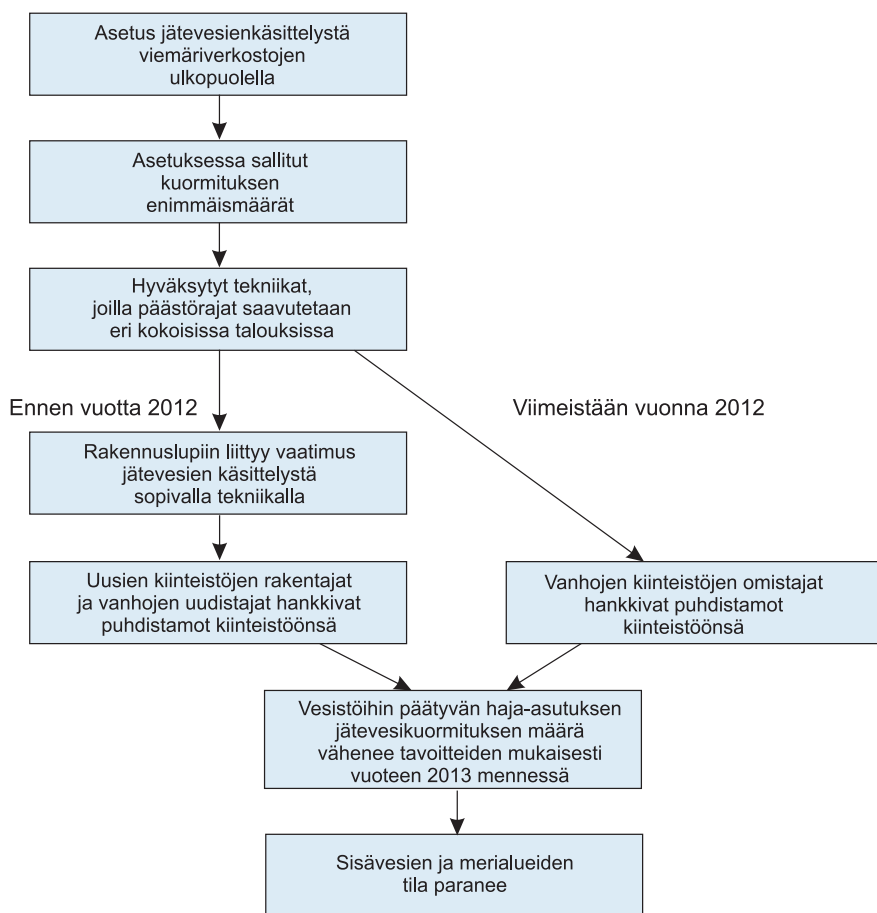 Asetus jätevesienkäsittelystä
viemäriverkostojen
ulkopuolella
Asetuksessa sallitut
kuormituksen
enimmäismäärät
Hyväksytyt tekniikat,
joilla päästörajat saavutetaan
eri kokoisissa talouksissa
Ennen vuotta 2012
Viimeistään vuonna 2012
Rakennuslupiin liittyy vaatimus
jätevesien käsittelystä
sopivalla tekniikalla
Uusien kiinteistöjen rakentajat
ja vanhojen uudistajat hankkivat
puhdistamot kiinteistöönsä
Vanhojen kiinteistöjen omistajat
hankkivat puhdistamot
kiinteistöönsä
Vesistöihin päätyvän haja-asutuksen
jätevesikuormituksen määrä
vähenee tavoitteiden mukaisesti
vuoteen 2013 mennessä
Sisävesien ja merialueiden
tila paranee